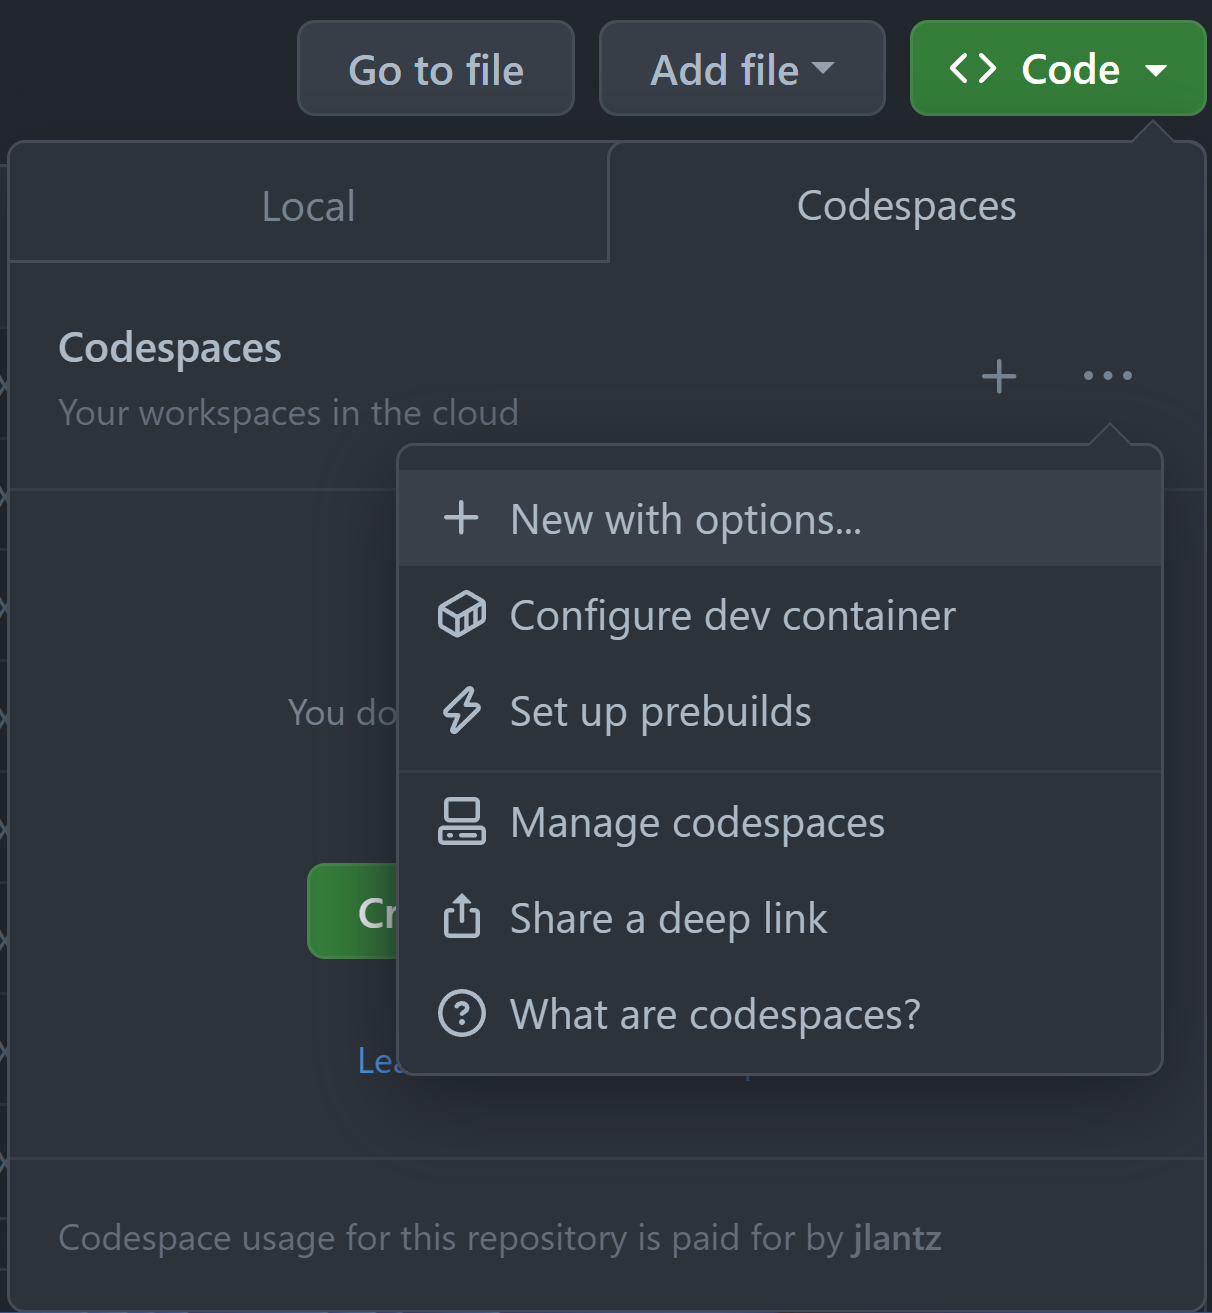 Go to file
Add file
Code
Local
Codespaces
Codespaces
Your workspaces in the cloud
New with options...
Configure dev container
You do
Set up prebuilds
Manage codespaces
Share a deep link
What are codespaces?
Codespace usage for this repository is paid for by jlantz